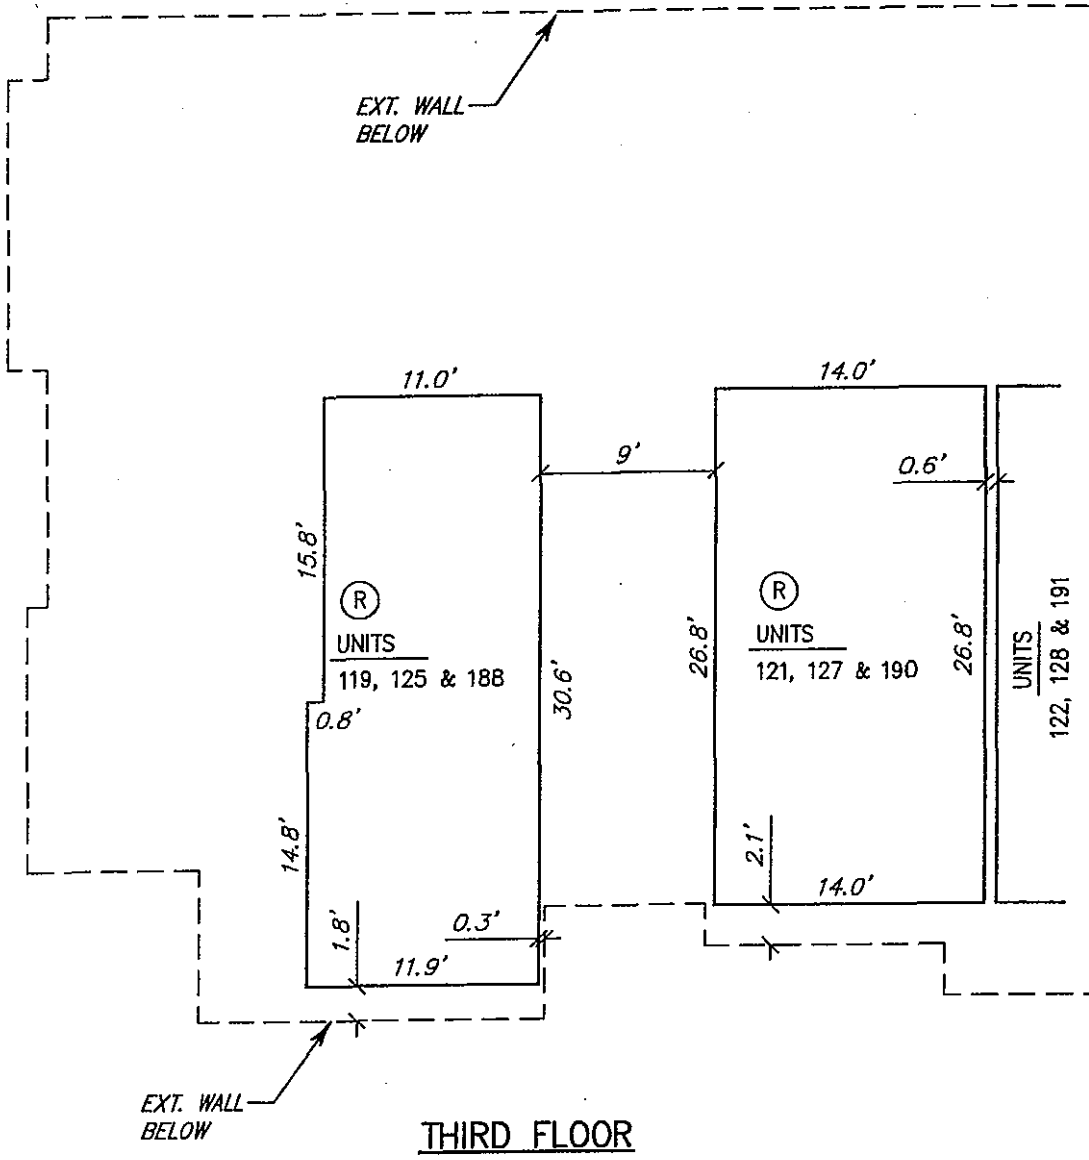 EXT. WALL
BELOW
11.0'
14.0'
9'
0.6'
15.8'
R
UNITS
119, 125 & 188
30.6'
26.8'
R
UNITS
121, 127 & 190
26.8'
UNITS
122, 128 & 191
0.8'
14.8'
1.8'
0.3'
11.9'
2.1'
14.0'
EXT. WALL
BELOW
THIRD FLOOR